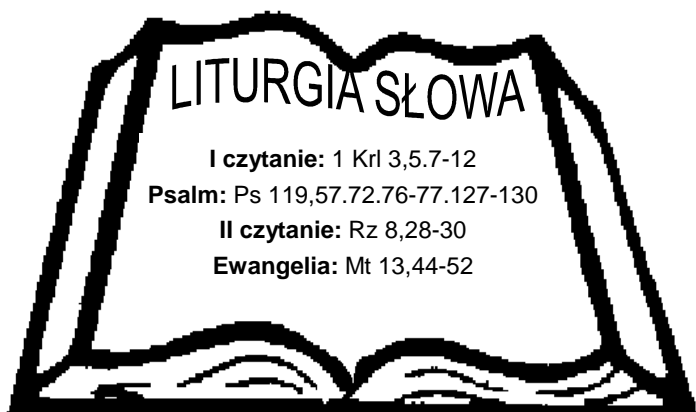 LITURGIA SŁOWA
I czytanie: 1 Krl 3,5.7-12
Psalm: Ps 119,57.72.76-77.127-130
II czytanie: Rz 8,28-30
Ewangelia: Mt 13,44-52